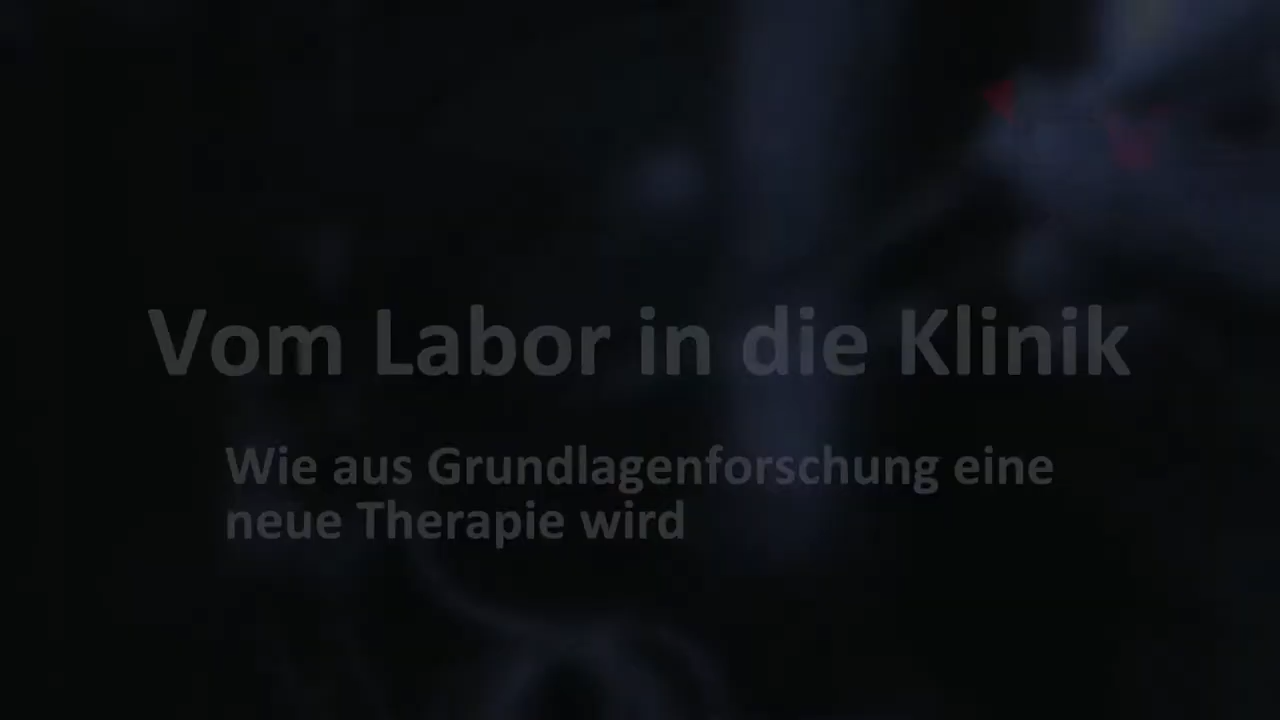 Vom Labor in die Klinik
Wie aus Grundlagenforschung eine
neue Therapie wird